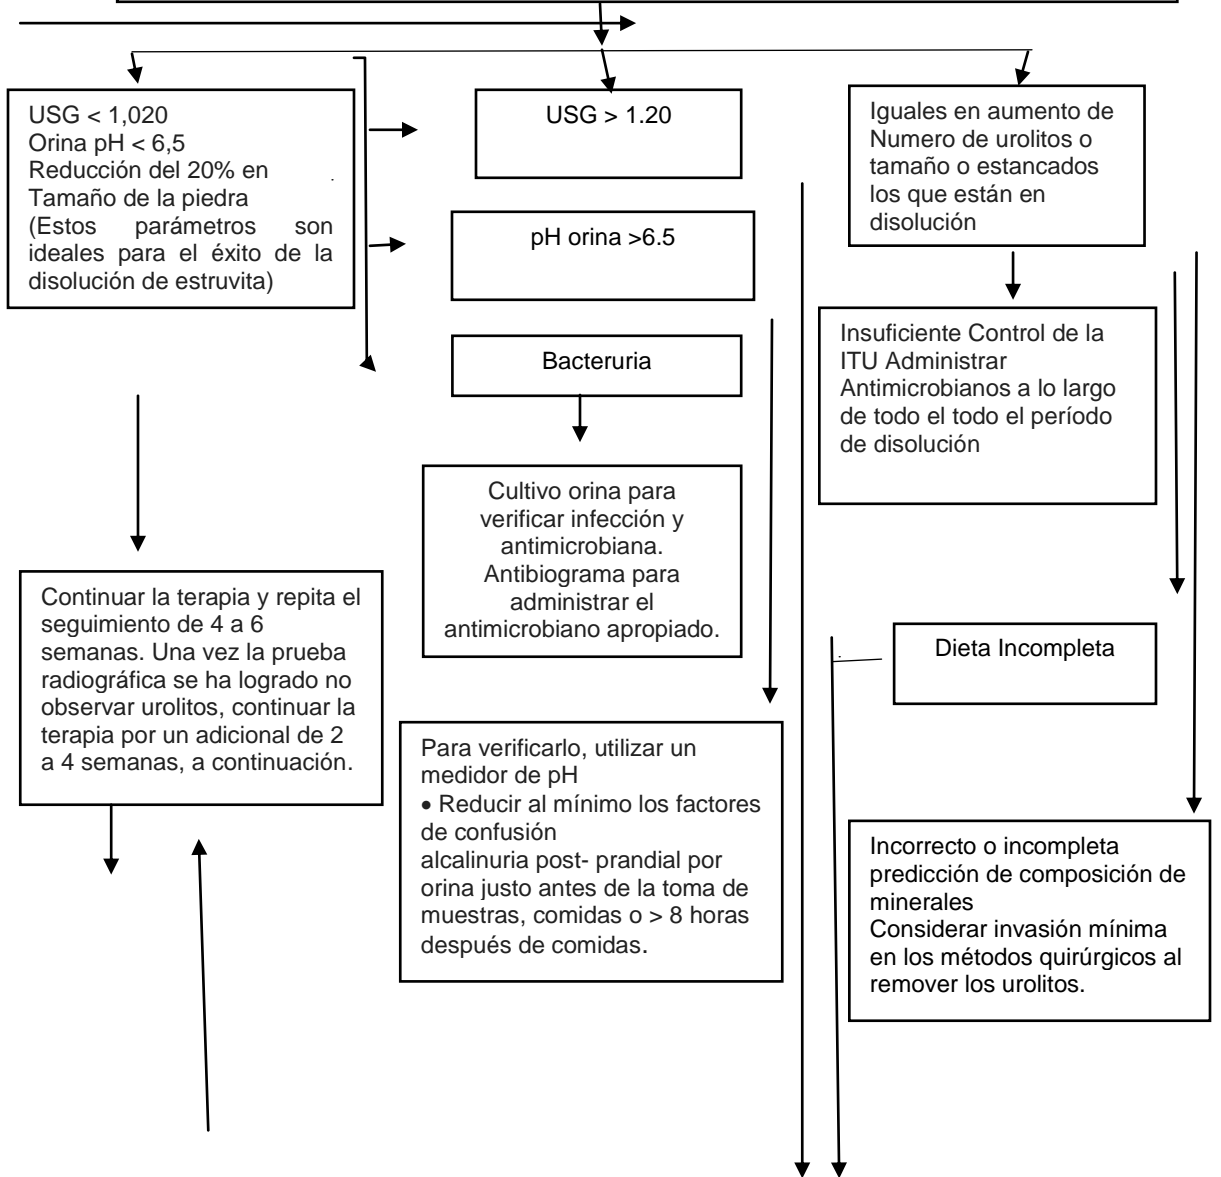 USG < 1,020
Orina pH < 6,5
Reducción del 20% en
Tamaño de la piedra
(Estos parámetros son
ideales para el éxito de la
disolución de estruvita)
USG > 1.20
Iguales en aumento de
Numero de urolitos o
tamaño o estancados
los que están en
disolución
pH orina >6.5
Bacteruria
Insuficiente Control de la
ITU Administrar
Antimicrobianos a lo largo
de todo el todo el período
de disolución
Cultivo orina para
verificar infección y
antimicrobiana.
Antibiograma para
administrar el
antimicrobiano apropiado.
Continuar la terapia y repita el
seguimiento de 4 a 6
semanas. Una vez la prueba
radiográfica se ha logrado no
observar urolitos, continuar la
terapia por un adicional de 2
a 4 semanas, a continuación.
Dieta Incompleta
Para verificarlo, utilizar un
medidor de pH
• Reducir al mínimo los factores
de confusión
alcalinuria post- prandial por
orina justo antes de la toma de
muestras, comidas o > 8 horas
después de comidas.
Incorrecto o incompleta
predicción de composición de
minerales
Considerar invasión mínima
en los métodos quirúrgicos al
remover los urolitos.